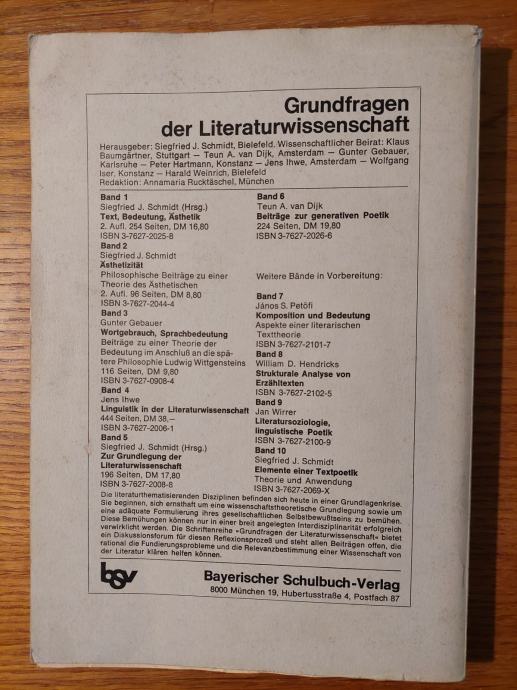 Grundfragen
der Literaturwissenschaft
Herausgeber: Siegfried J. Schmidt, Bielefeld. Wissenschaftlicher Beirat: Klaus
Baumgärtner, Stuttgart – Teun A. van Dijk, Amsterdam – Gunter Gebauer,
Karlsruhe – Peter Hartmann, Konstanz – Jens Ihwe, Amsterdam – Wolfgang
Iser, Konstanz – Harald Weinrich, Bielefeld
Redaktion: Annamaria Rucktäschel, München
Band 1
Siegfried J. Schmidt (Hrsg.)
Text, Bedeutung, Ästhetik
2. Aufl. 254 Seiten, DM 16,80
ISBN 3-7627-2025-8
Band 2
Siegfried J. Schmidt
Ästhetizität
Philosophische Beiträge zu einer
Theorie des Ästhetischen
2. Aufl. 96 Seiten, DM 8,80
ISBN 3-7627-2044-4
Band 3
Gunter Gebauer
Wortgebrauch, Sprachbedeutung
Beiträge zu einer Theorie der
Bedeutung im Anschluß an die spä-
tere Philosophie Ludwig Wittgensteins
116 Seiten, DM 9,80
ISBN 3-7627-0908-4
Band 4
Jens Ihwe
Linguistik in der Literaturwissenschaft
444 Seiten, DM 38,–
ISBN 3-7627-2006-1
Band 5
Siegfried J. Schmidt (Hrsg.)
Zur Grundlegung der
Literaturwissenschaft
196 Seiten, DM 17,80
ISBN 3-7627-2008-8
Band 6
Teun A. van Dijk
Beiträge zur generativen Poetik
224 Seiten, DM 19,80
ISBN 3-7627-2026-6
Weitere Bände in Vorbereitung:
Band 7
János S. Petöfi
Komposition und Bedeutung
Aspekte einer literarischen
Texttheorie
ISBN 3-7627-2101-7
Band 8
William D. Hendricks
Strukturale Analyse von
Erzähltexten
ISBN 3-7627-2102-5
Band 9
Jan Wirrer
Literatursoziologie,
linguistische Poetik
ISBN 3-7627-2100-9
Band 10
Siegfried J. Schmidt
Elemente einer Textpoetik
Theorie und Anwendung
ISBN 3-7627-2069-X
Die literaturthematisierenden Disziplinen befinden sich heute in einer Grundlagenkrise.
Sie beginnen, sich ernsthaft um eine wissenschaftstheoretische Grundlegung sowie um
eine adäquate Formulierung ihres gesellschaftlichen Selbstbewußtseins zu bemühen.
Diese Bemühungen können nur in einer breit angelegten Interdisziplinarität erfolgreich
verwirklicht werden. Die Schriftenreihe «Grundfragen der Literaturwissenschaft» bietet
ein Diskussionsforum für diesen Reflexionsprozeß und steht allen Beiträgen offen, die
rational die Fundierungsprobleme und die Relevanzbestimmung einer Wissenschaft von
der Literatur klären helfen können.
bsv
Bayerischer Schulbuch-Verlag
8000 München 19, Hubertusstraße 4, Postfach 87